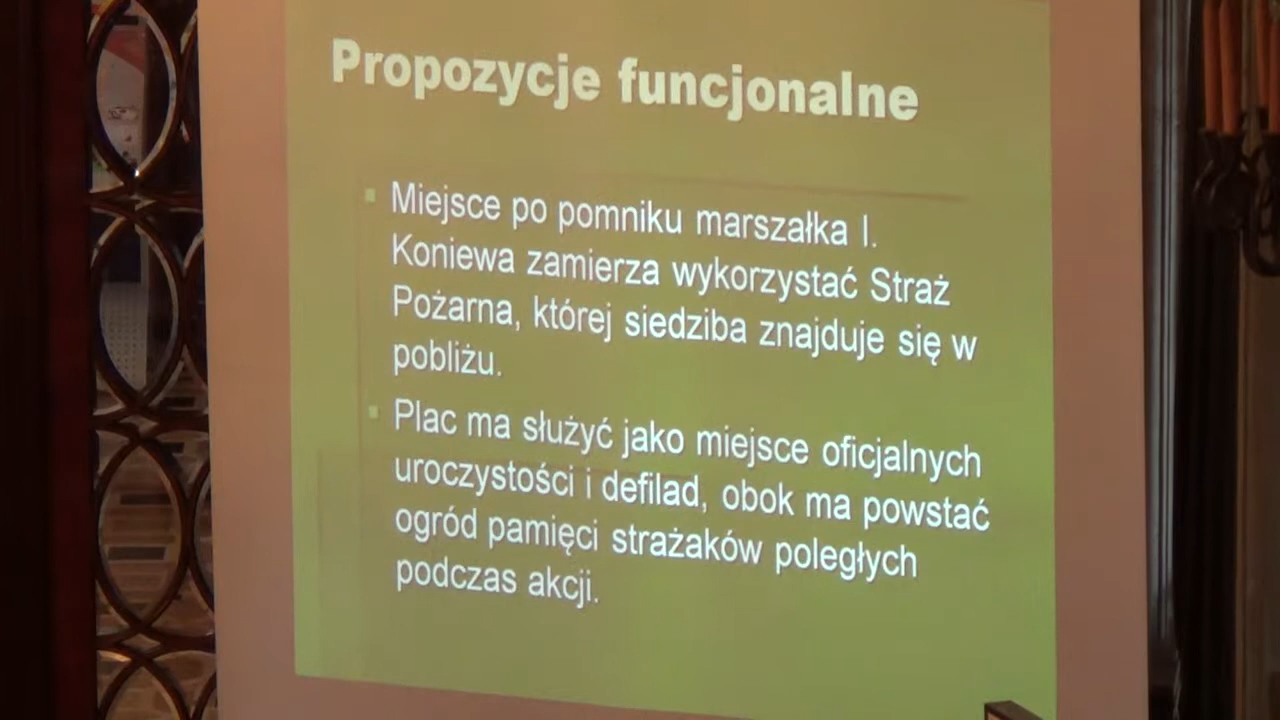 Propozycje funcjonalne
Miejsce po pomniku marszałka I.
Koniewa zamierza wykorzystać Straż
Pożarna, której siedziba znajduje się w
pobliżu.
Plac ma służyć jako miejsce oficjalnych
uroczystości i defilad, obok ma powstać
ogród pamięci strażaków poległych
podczas akcji.